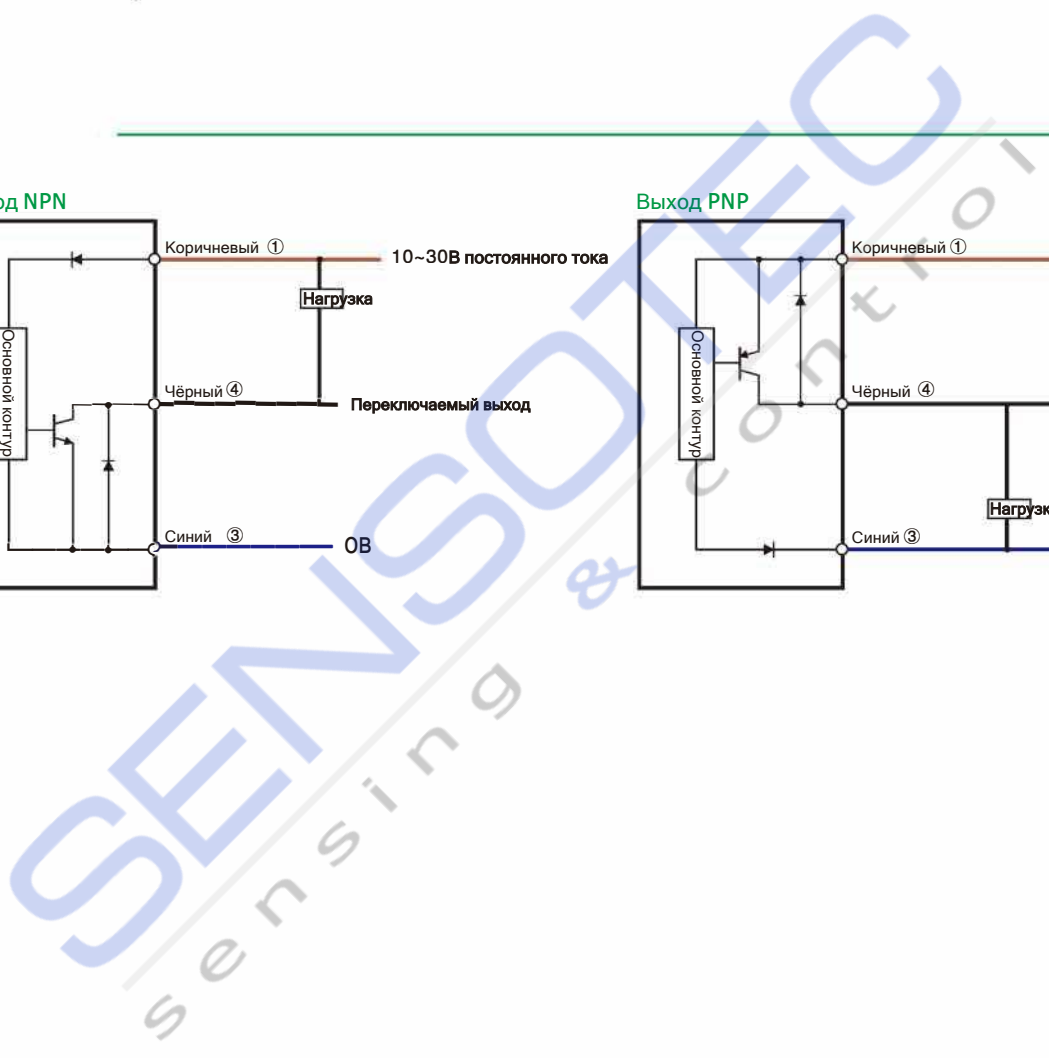 од NPN
Коричневый ①
10~30В постоянного тока
Нагрузка
Основной контур
Чёрный ④
Переключаемый выход
Синий ③
0В
Выход PNP
Коричневый ①
Основной контур
Чёрный ④
Нагрузк
Синий ③
SENSOTEC
sensing & control